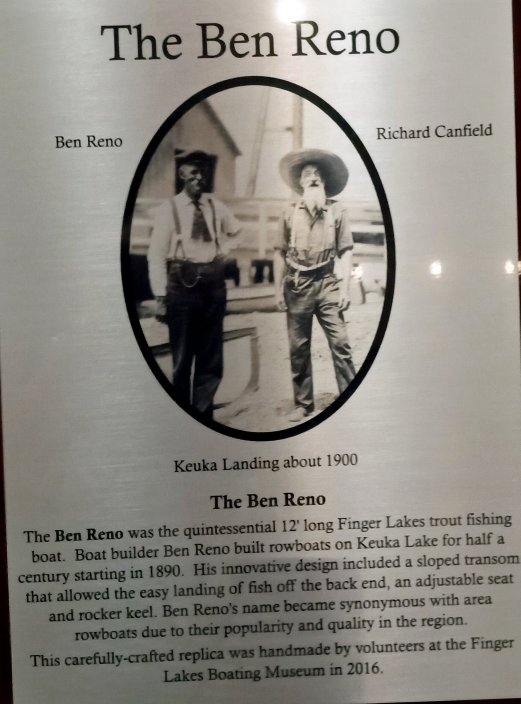 The Ben Reno
Ben Reno
Richard Canfield
Keuka Landing about 1900
The Ben Reno
The Ben Reno was the quintessential 12' long Finger Lakes trout fishing
boat. Boat builder Ben Reno built rowboats on Keuka Lake for half a
century starting in 1890. His innovative design included a sloped transom
that allowed the easy landing of fish off the back end, an adjustable seat
and rocker keel. Ben Reno's name became synonymous with area
rowboats due to their popularity and quality in the region.
This carefully-crafted replica was handmade by volunteers at the Finger
Lakes Boating Museum in 2016.